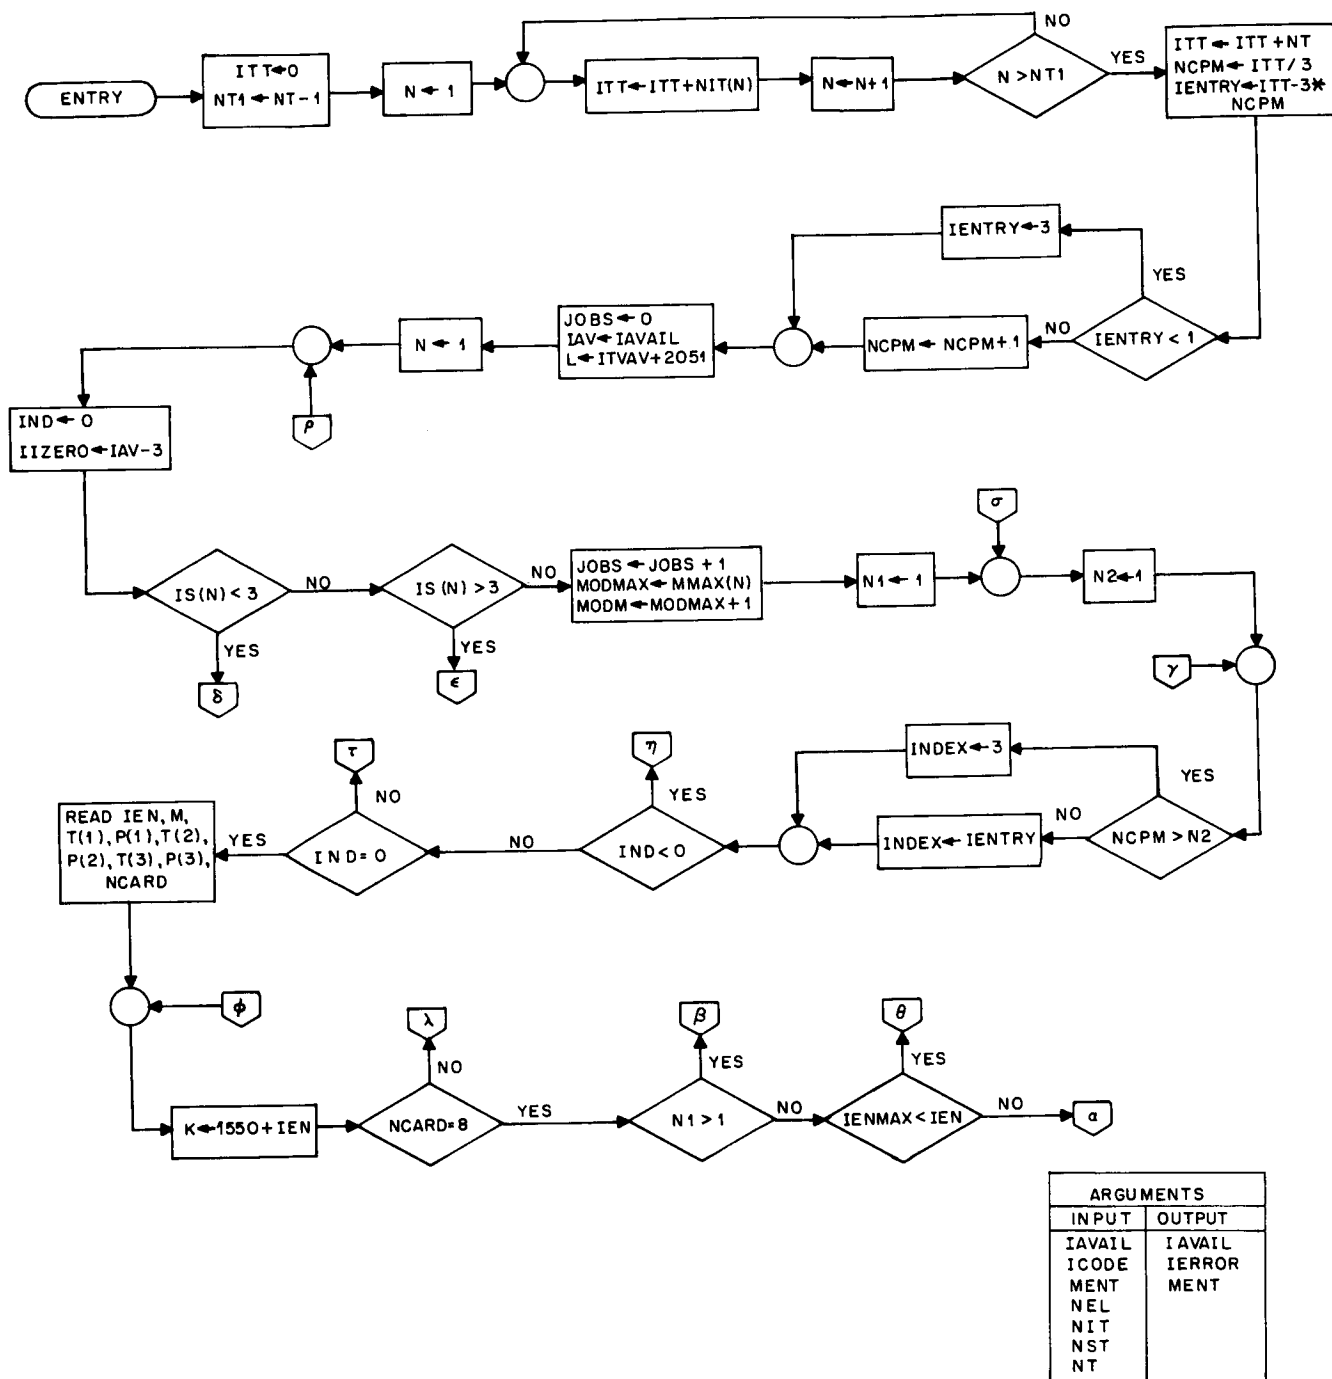 ENTRY
ITT←0
NT1←NT-1
N←1
ITT←ITT+NIT(N)
N←N+1
NO
N>NT1
YES
ITT←ITT+NT
NCPM←ITT/3
IENTRY←ITT-3*
NCPM
IENTRY←3
YES
IENTRY<1
NO
NCPM←NCPM+1
JOBS←0
IAV←IAVAIL
L←ITVAV+2051
N←1
ρ
IND←0
IIZERO←IAV-3
IS(N)<3
NO
YES
δ
IS(N)>3
NO
YES
ϵ
JOBS←JOBS+1
MODMAX←MMAX(N)
MODM←MODMAX+1
N1←1
σ
N2←1
γ
NCPM>N2
YES
INDEX←3
NO
INDEX←IENTRY
IND<0
YES
η
NO
IND=0
NO
τ
YES
READ IEN,M,
T(1),P(1),T(2),
P(2),T(3),P(3),
NCARD
ϕ
K←1550+IEN
NCARD=8
NO
λ
YES
N1>1
YES
β
NO
IENMAX<IEN
YES
θ
NO
α
ARGUMENTS
INPUT OUTPUT
IAVAIL IAVAIL
ICODE IERROR
MENT MENT
NEL
NIT
NST
NT